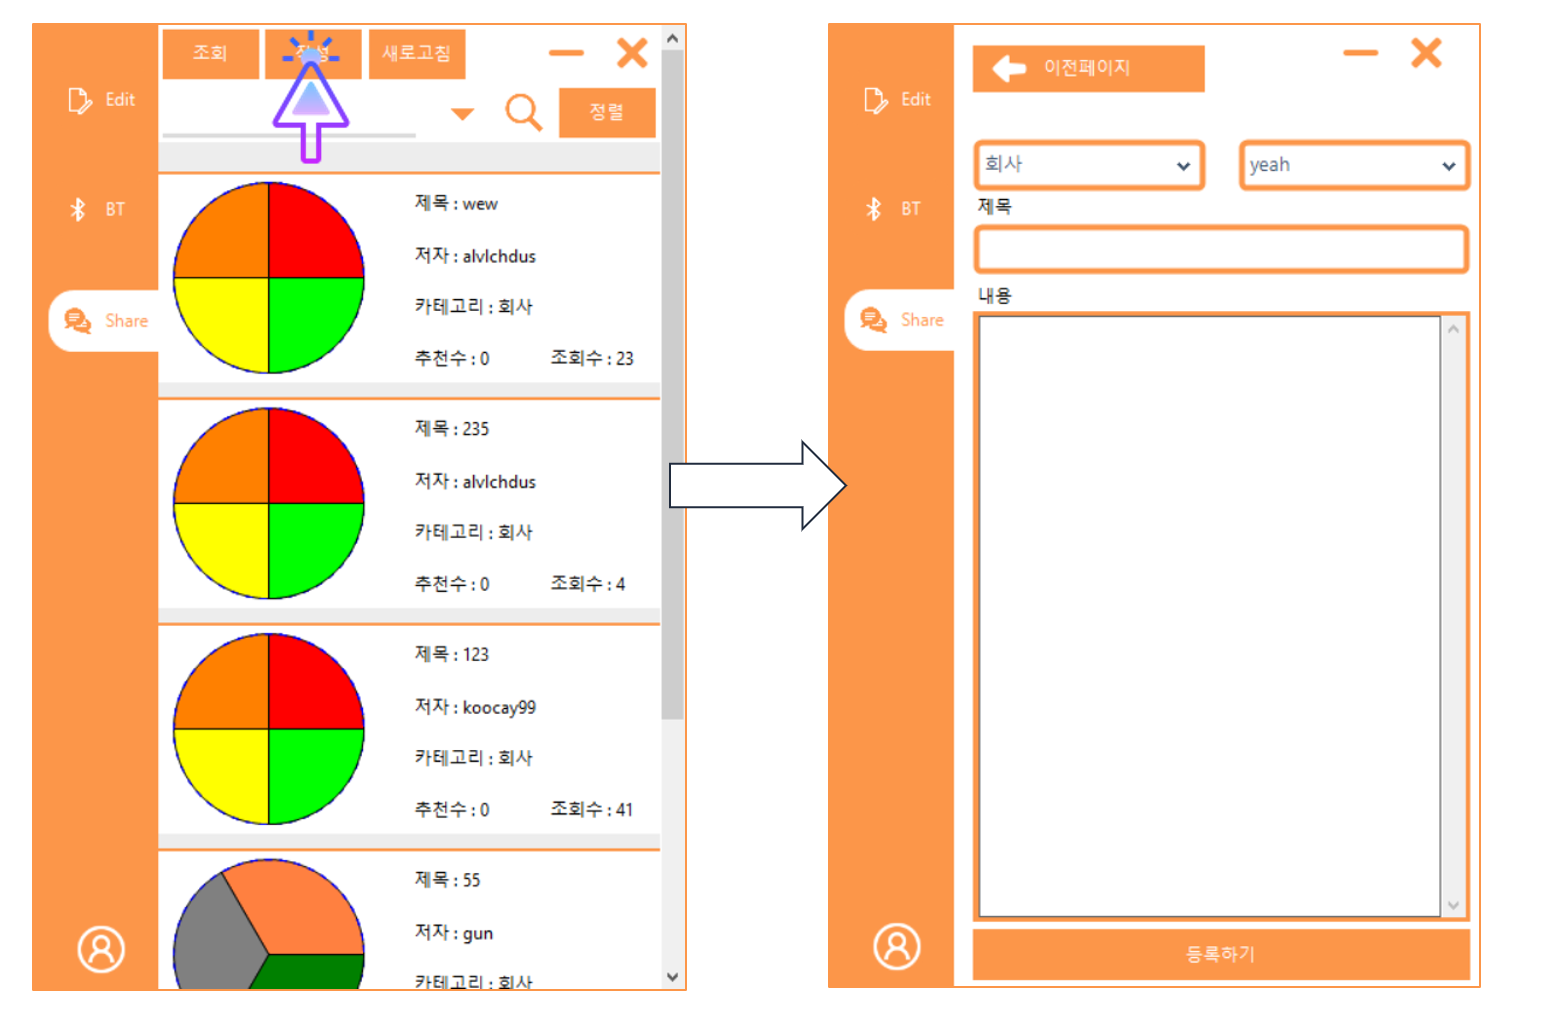 조회
새로고침
Edit
정렬
BT
Share
제목 : wew
저자 : alvlchdus
카테고리 : 회사
추천수 : 0 조회수 : 23
제목 : 235
저자 : alvlchdus
카테고리 : 회사
추천수 : 0 조회수 : 4
제목 : 123
저자 : koocay99
카테고리 : 회사
추천수 : 0 조회수 : 41
제목 : 55
저자 : gun
카테고리 : 회사
이전페이지
Edit
BT
Share
회사 yeah
제목
내용
등록하기